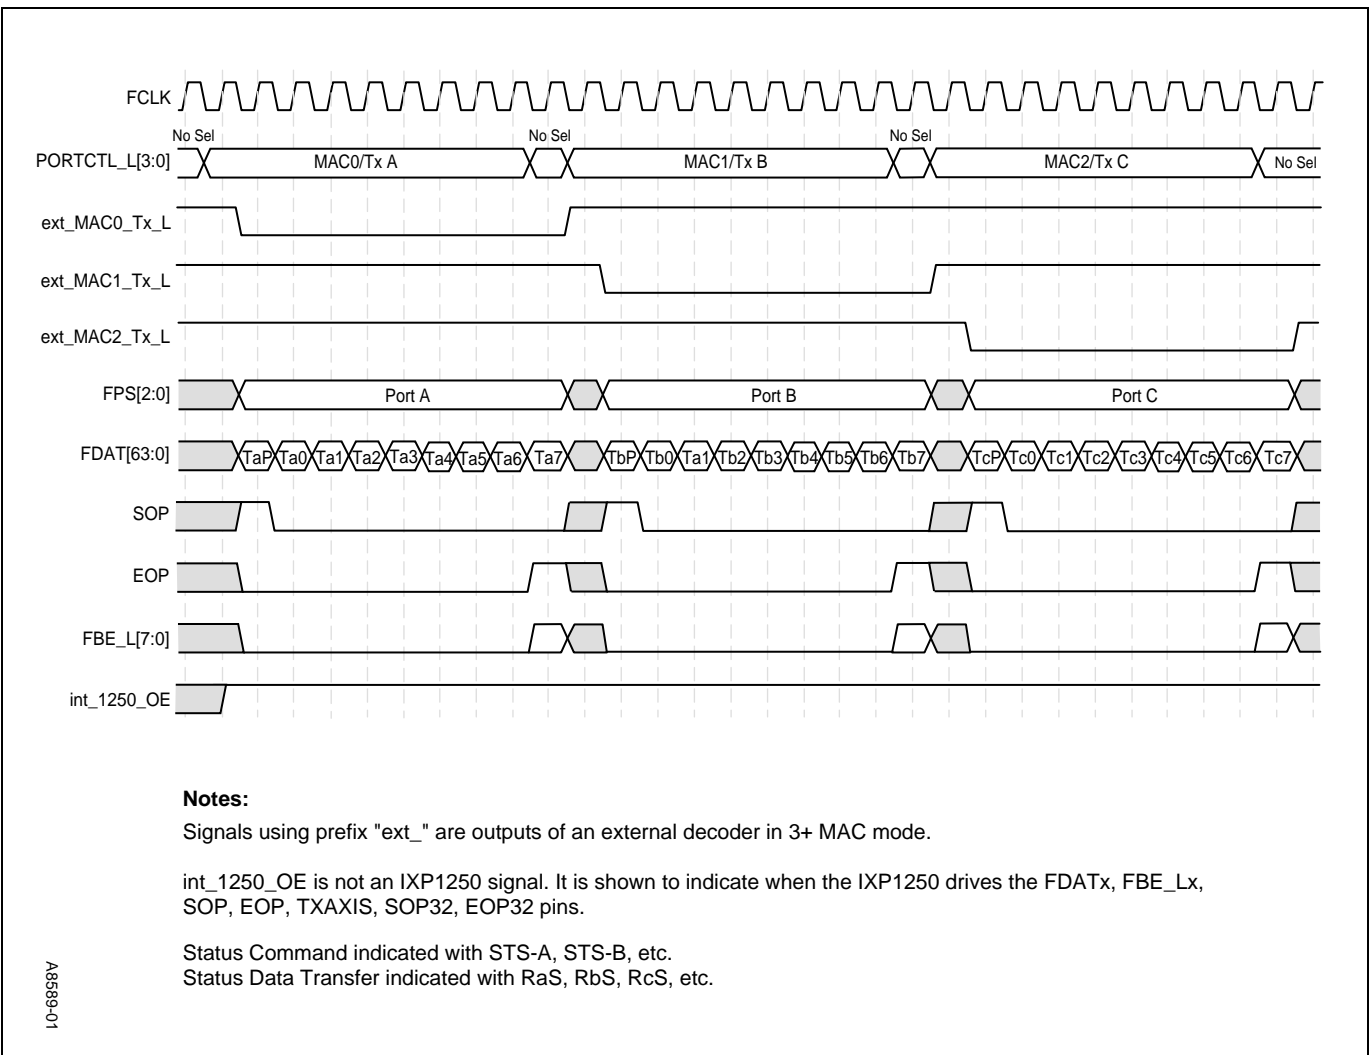 FCLK
No Sel No Sel No Sel
PORTCTL_L[3:0] MAC0/Tx A MAC1/Tx B MAC2/Tx C No Sel
ext_MAC0_Tx_L
ext_MAC1_Tx_L
ext_MAC2_Tx_L
FPS[2:0] Port A Port B Port C
FDAT[63:0] TaP Ta0 Ta1 Ta2 Ta3 Ta4 Ta5 Ta6 Ta7 TbP Tb0 Ta1 Tb2 Tb3 Tb4 Tb5 Tb6 Tb7 TcP Tc0 Tc1 Tc2 Tc3 Tc4 Tc5 Tc6 Tc7
SOP
EOP
FBE_L[7:0]
int_1250_OE
Notes:
Signals using prefix "ext_" are outputs of an external decoder in 3+ MAC mode.
int_1250_OE is not an IXP1250 signal. It is shown to indicate when the IXP1250 drives the FDATx, FBE_Lx,
SOP, EOP, TXAXIS, SOP32, EOP32 pins.
Status Command indicated with STS-A, STS-B, etc.
Status Data Transfer indicated with RaS, RbS, RcS, etc.
A8589-01